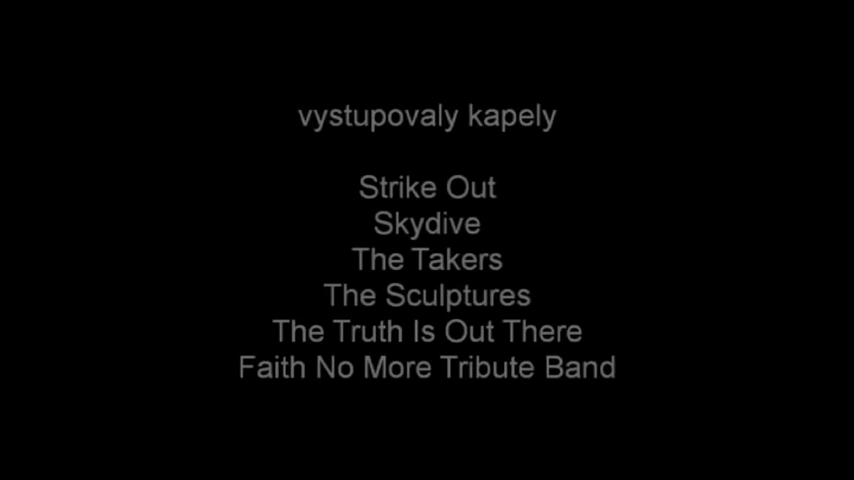 vystupovaly kapely
Strike Out
Skydive
The Takers
The Sculptures
The Truth Is Out There
Faith No More Tribute Band